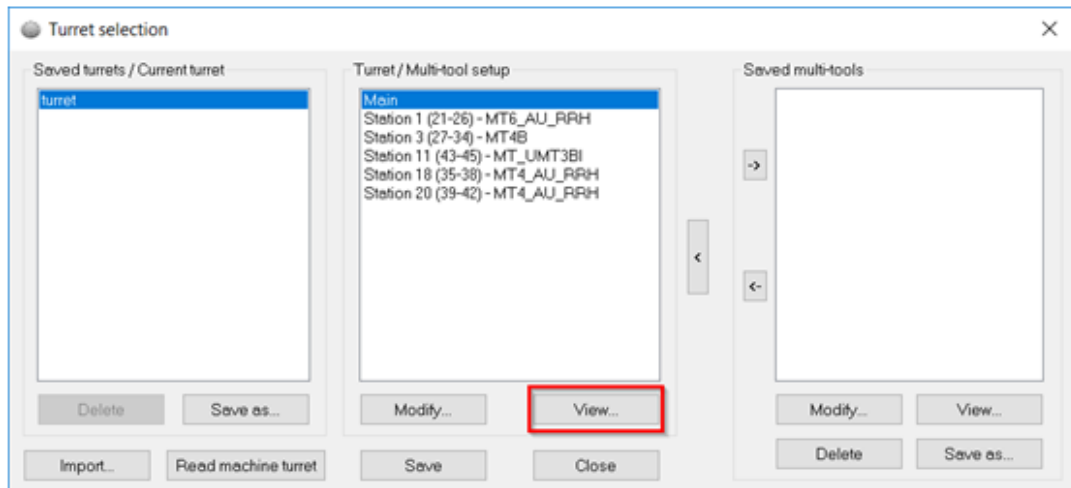 Turret selection
Saved turrets / Current turret
turret
Delete
Save as...
Import...
Read machine turret
Turret / Multi-tool setup
Main
Station 1 (21-26) - MT6_AU_RRH
Station 3 (27-34) - MT4B
Station 11 (43-45) - MT_UMT3BI
Station 18 (35-38) - MT4_AU_RRH
Station 20 (39-42) - MT4_AU_RRH
Modify...
View...
Save
Close
<
Saved multi-tools
->
<-
Modify...
View...
Delete
Save as...